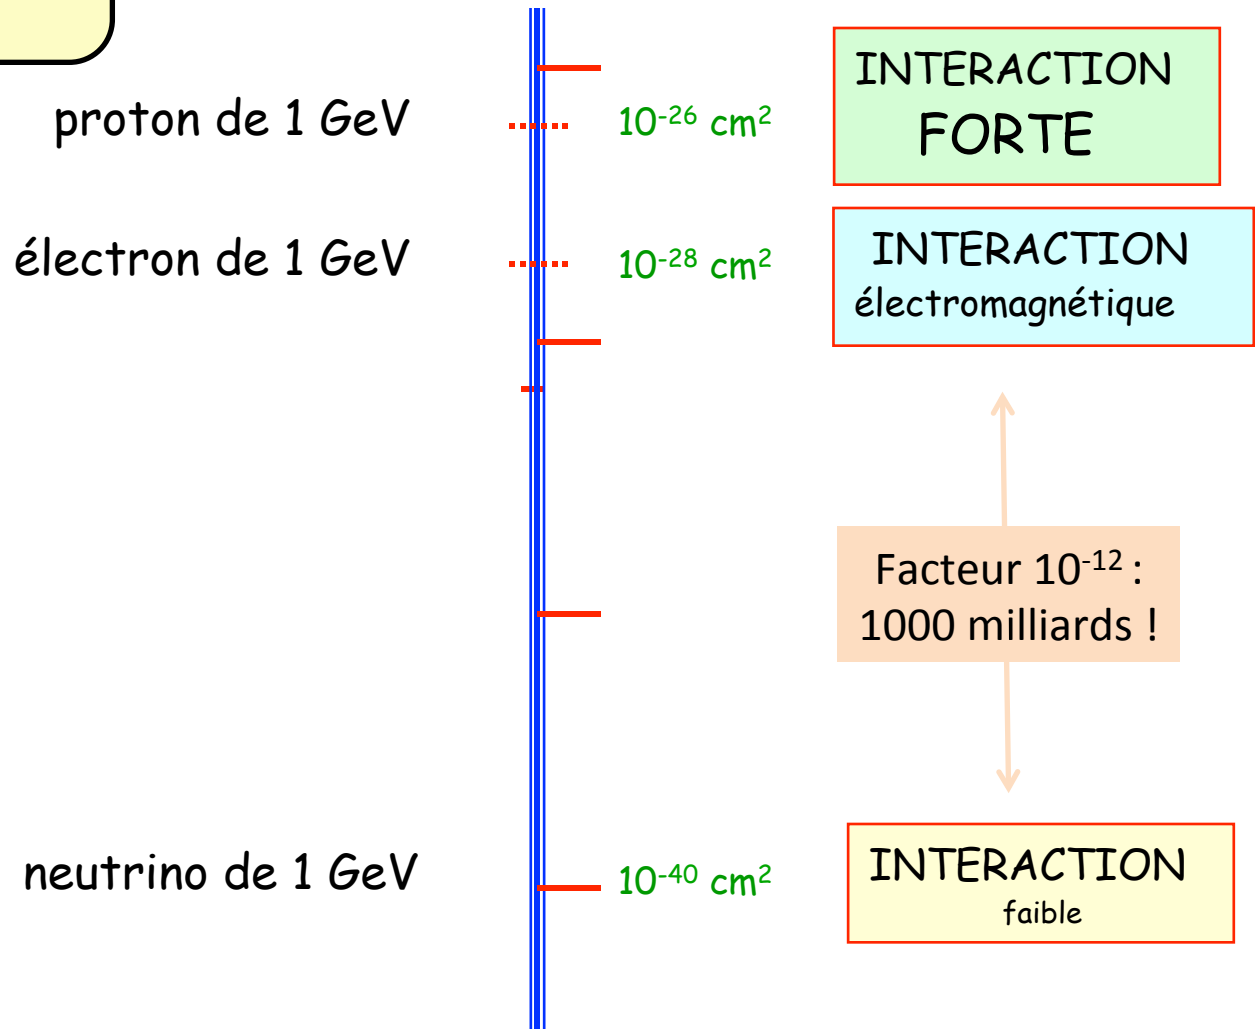 proton de 1 GeV
10⁻²⁶ cm²
INTERACTION
FORTE
électron de 1 GeV
10⁻²⁸ cm²
INTERACTION
électromagnétique
Facteur 10⁻¹² :
1000 milliards !
neutrino de 1 GeV
10⁻⁴⁰ cm²
INTERACTION
faible